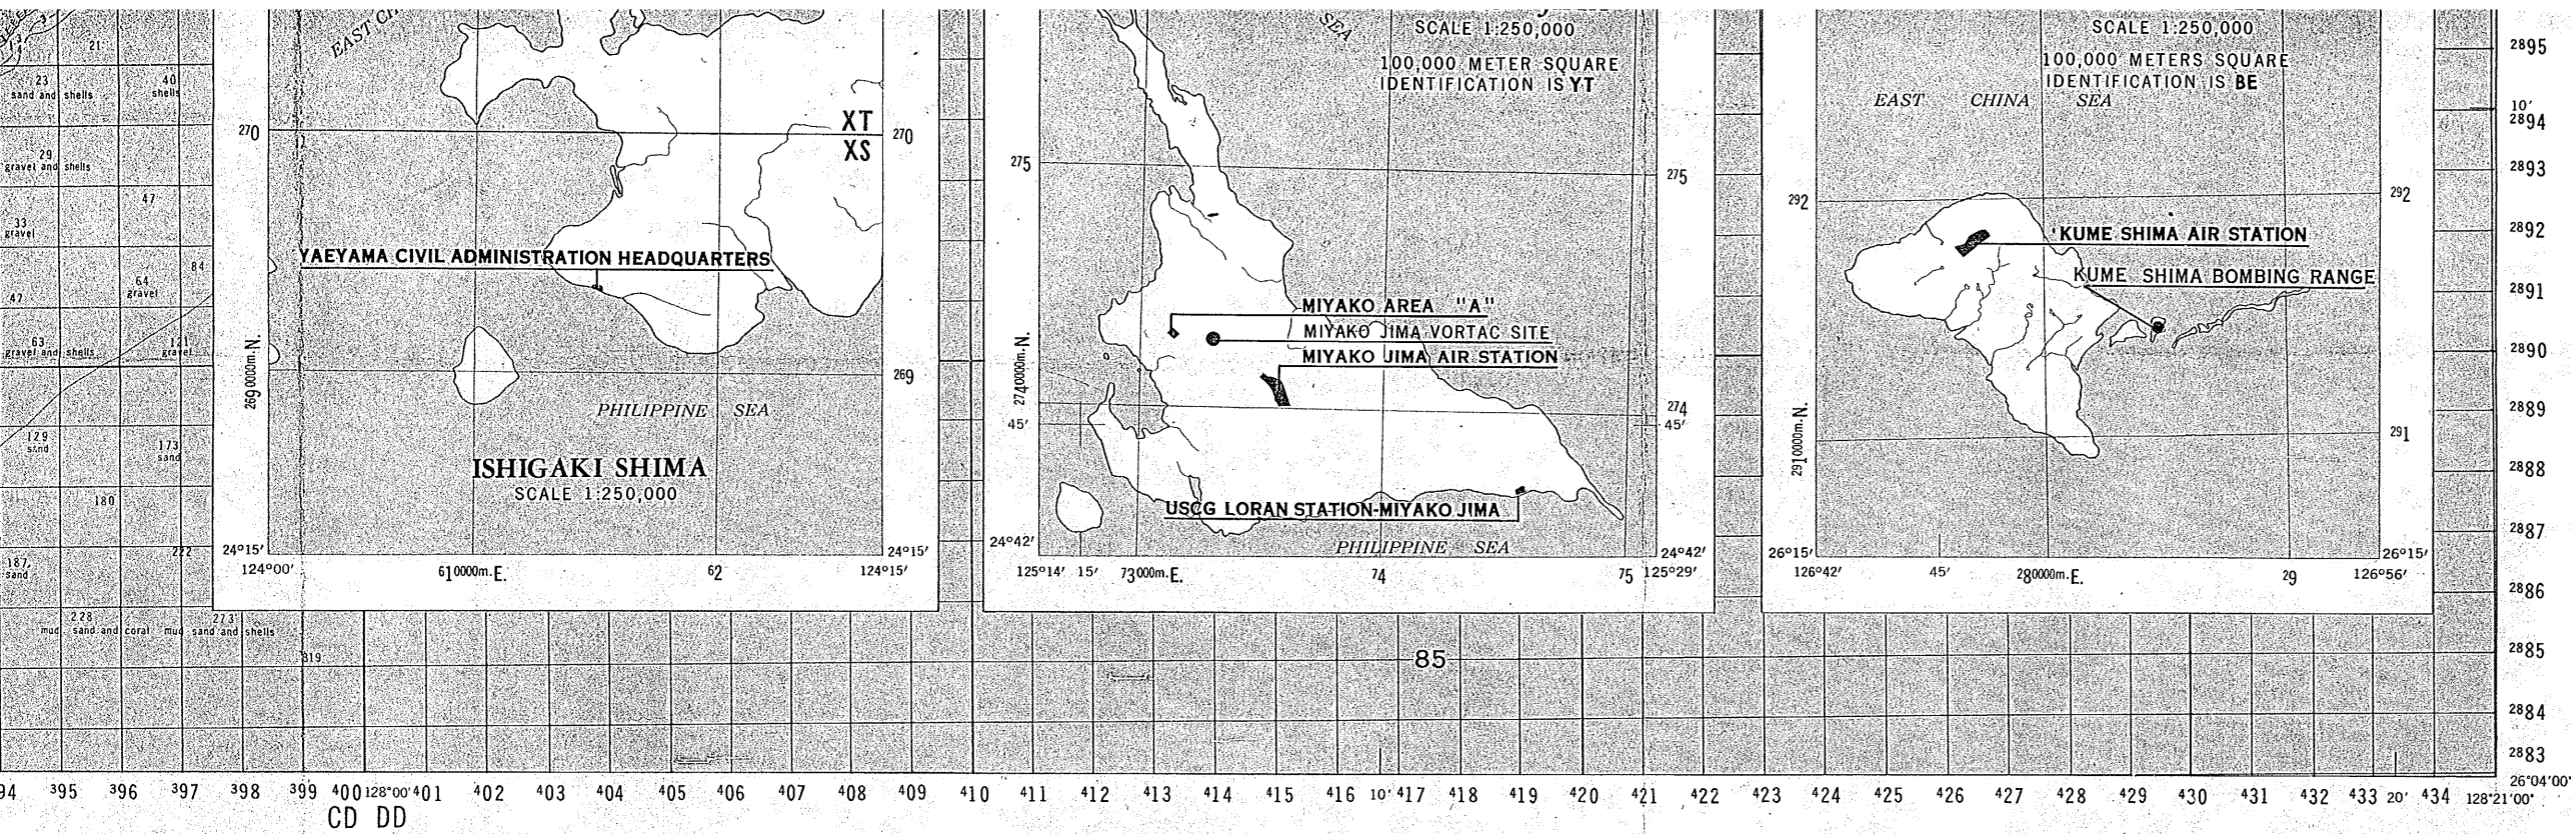 EAST CH
SEA
SCALE 1:250,000
SCALE 1:250,000
2895
21
100,000 METER SQUARE
IDENTIFICATION IS YT
100,000 METERS SQUARE
IDENTIFICATION IS BE
23
sand and shells
40
shells
EAST CHINA SEA
10'
2894
270
XT
XS
270
29
gravel and shells
275
275
2893
47
292
292
33
gravel
2892
'KUME SHIMA AIR STATION
YAEYAMA CIVIL ADMINISTRATION HEADQUARTERS
84
KUME SHIMA BOMBING RANGE
64
gravel
47
2891
MIYAKO AREA "A"
MIYAKO JIMA VORTAC SITE
63
gravel and shells
121
gravel
MIYAKO JIMA AIR STATION
2890
2690000m.N.
269
2740000m.N.
274
45'
45'
2889
PHILIPPINE SEA
2910000m.N.
291
129
sand
173
sand
ISHIGAKI SHIMA
SCALE 1:250,000
2888
180
USCG LORAN STATION-MIYAKO JIMA
2887
222
187
sand
24°15'
24°15'
24°42'
PHILIPPINE SEA
24°42'
26°15'
26°15'
124°00'
610000m.E.
62
124°15'
125°14'
15'
73000m.E.
74
75
125°29'
126°42'
45'
280000m.E.
29
126°56'
2886
228
mud sand and coral
273
mud sand and shells
319
85
2885
2884
2883
26°04'00"
94 395 396 397 398 399 400 128°00' 401 402 403 404 405 406 407 408 409 410 411 412 413 414 415 416 10' 417 418 419 420 421 422 423 424 425 426 427 428 429 430 431 432 433 20' 434 128°21'00"
CD DD